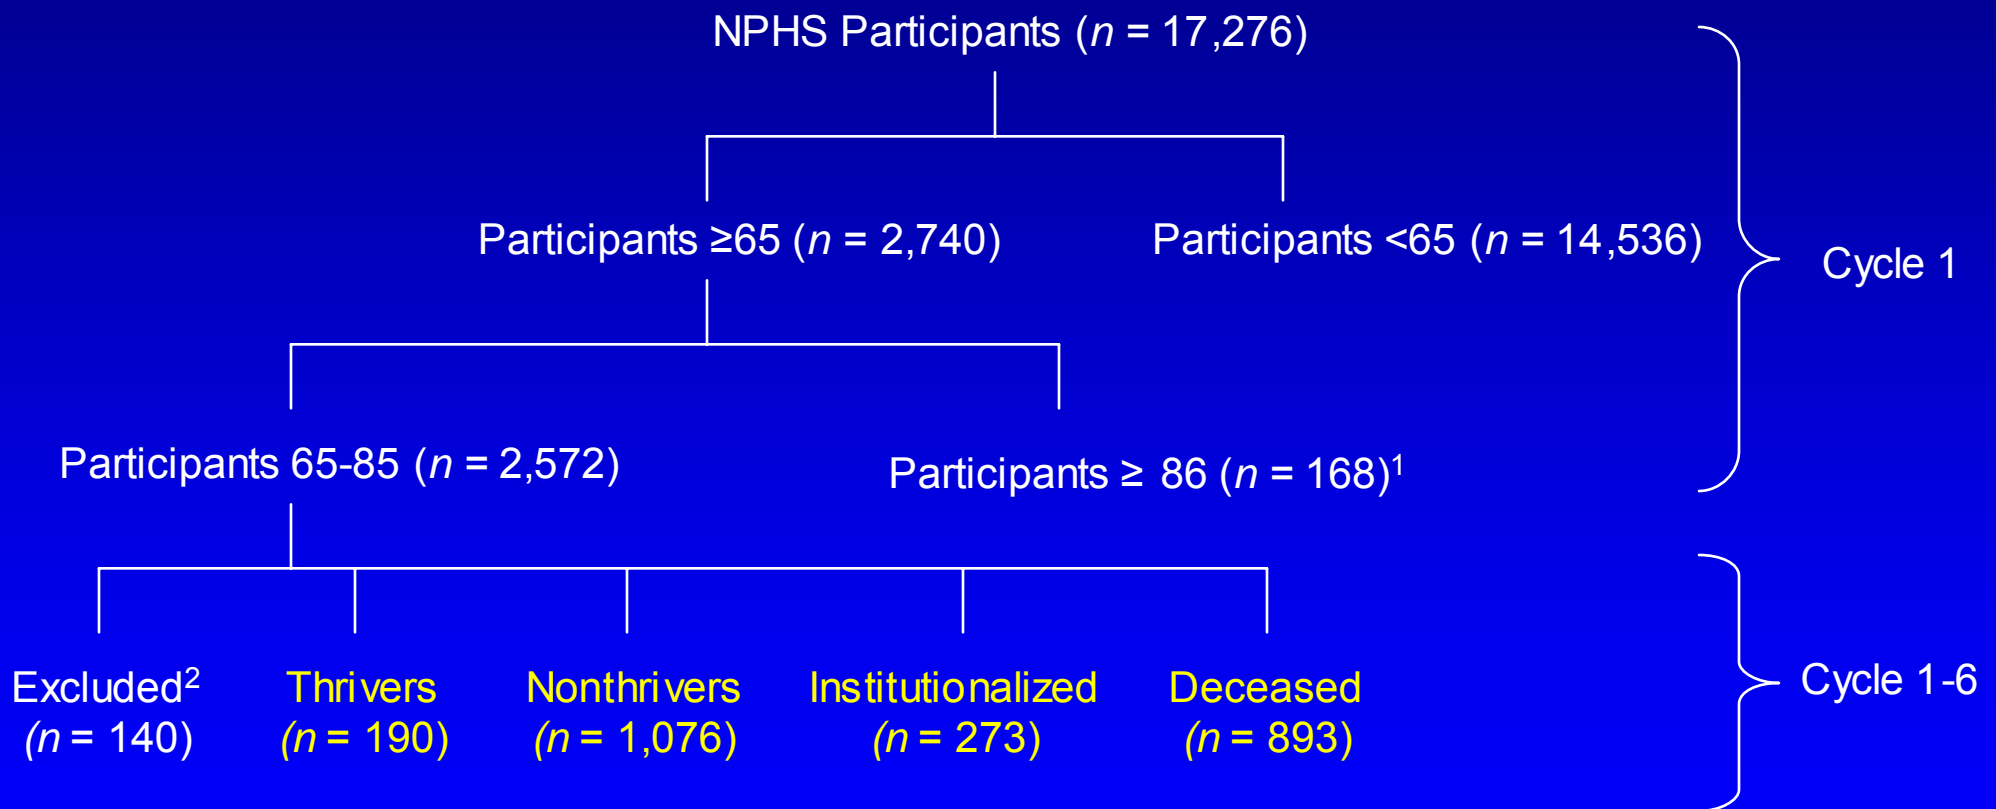 NPHS Participants (n = 17,276)
Participants ≥65 (n = 2,740)
Participants <65 (n = 14,536)
Cycle 1
Participants 65-85 (n = 2,572)
Participants ≥ 86 (n = 168)¹
Excluded²
(n = 140)
Thrivers
(n = 190)
Nonthrivers
(n = 1,076)
Institutionalized
(n = 273)
Deceased
(n = 893)
Cycle 1-6